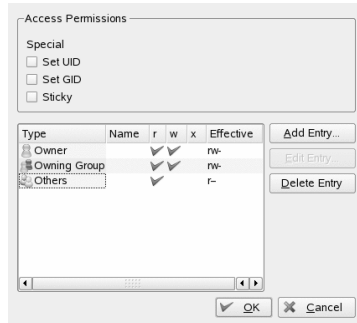 Access Permissions
Special
Set UID
Set GID
Sticky
Type Name r w x Effective
Owner rw-
Owning Group rw-
Others r--
Add Entry...
Edit Entry...
Delete Entry
OK
Cancel